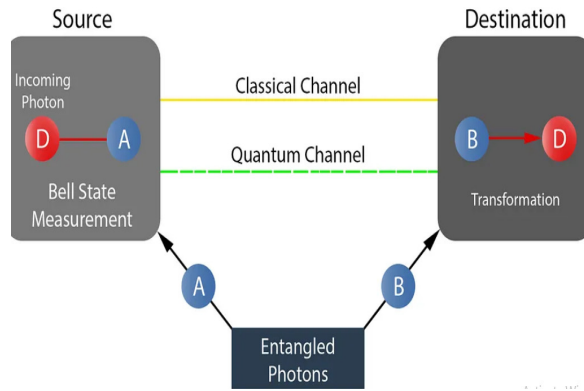 Source
Destination
Incoming
Photon
D
A
Bell State
Measurement
Classical Channel
Quantum Channel
B
D
Transformation
A
B
Entangled
Photons